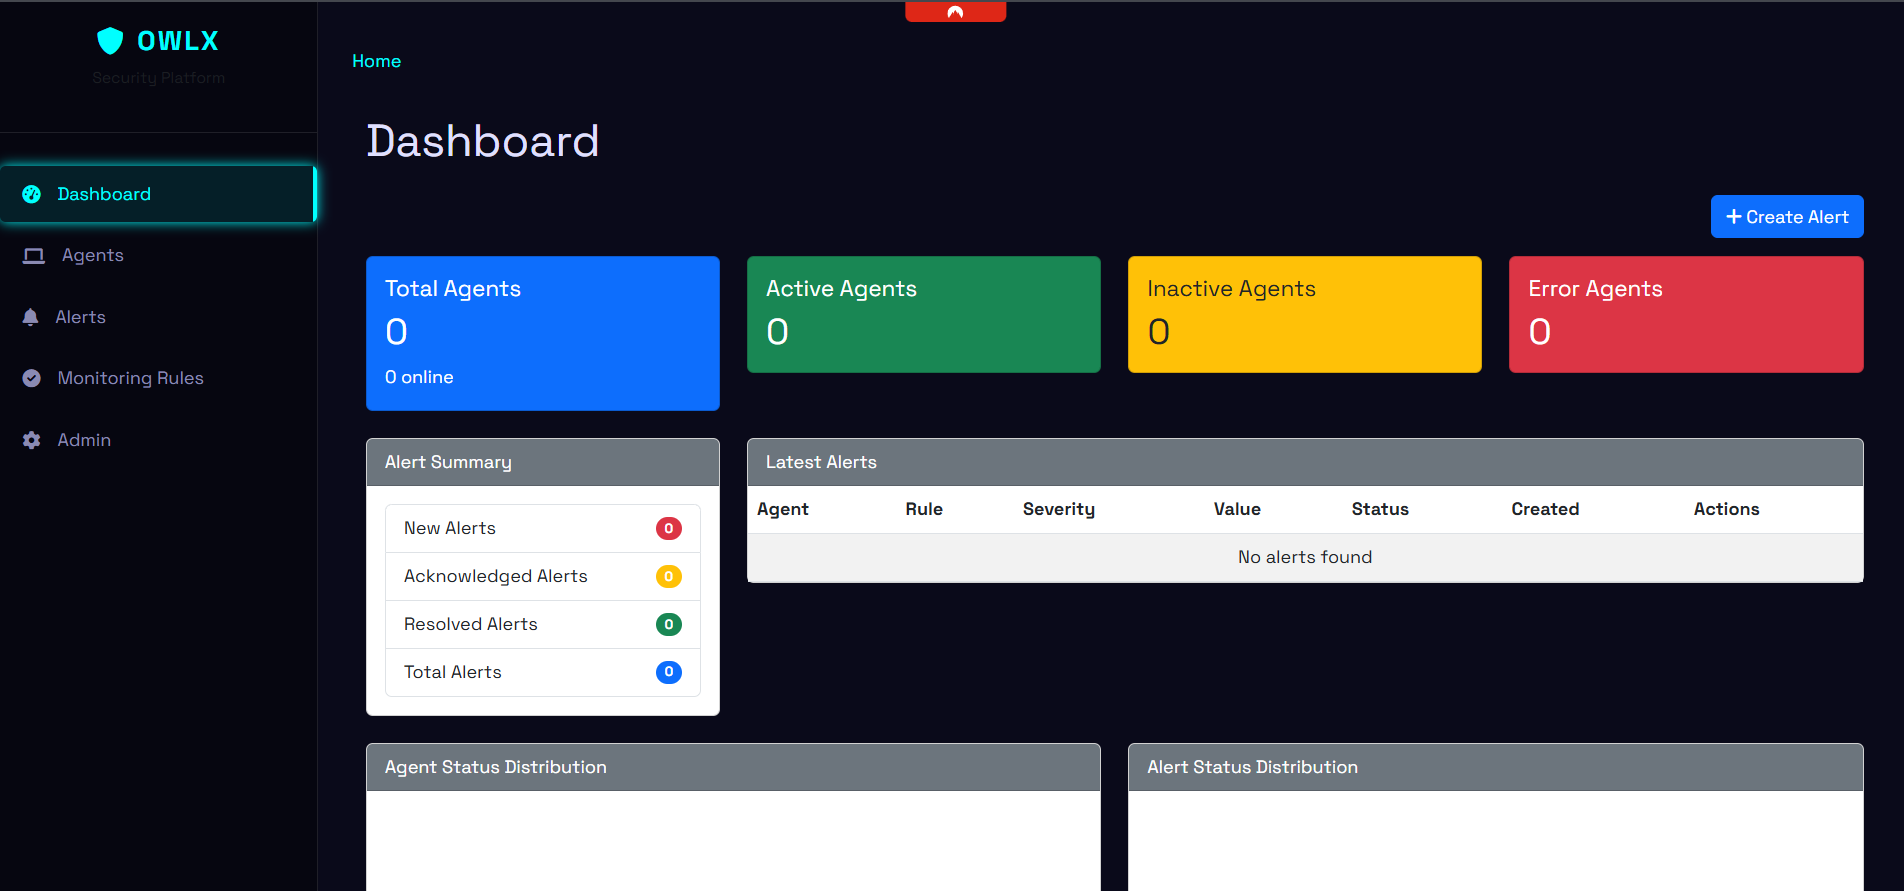 OWLX
Security Platform
Dashboard
Agents
Alerts
Monitoring Rules
Admin
Home
Dashboard
Create Alert
Total Agents
0
0 online
Active Agents
0
Inactive Agents
0
Error Agents
0
Alert Summary
New Alerts 0
Acknowledged Alerts 0
Resolved Alerts 0
Total Alerts 0
Latest Alerts
Agent Rule Severity Value Status Created Actions
No alerts found
Agent Status Distribution
Alert Status Distribution